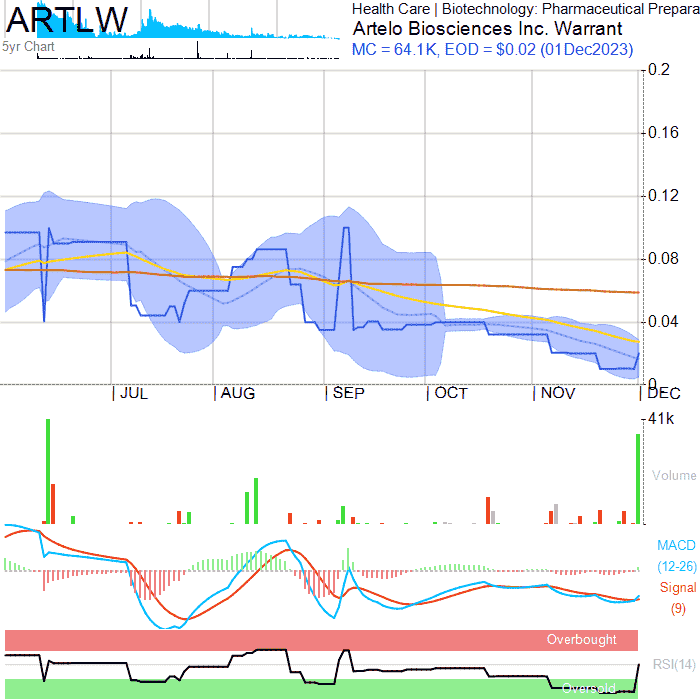 ARTLW
Health Care | Biotechnology: Pharmaceutical Prepara
Artelo Biosciences Inc. Warrant
5yr Chart
MC = 64.1K, EOD = $0.02 (01Dec2023)
0.2
0.16
0.12
0.08
0.04
0
JUL
AUG
SEP
OCT
NOV
DEC
41k
Volume
MACD
(12-26)
Signal
(9)
Overbought
RSI(14)
Oversold